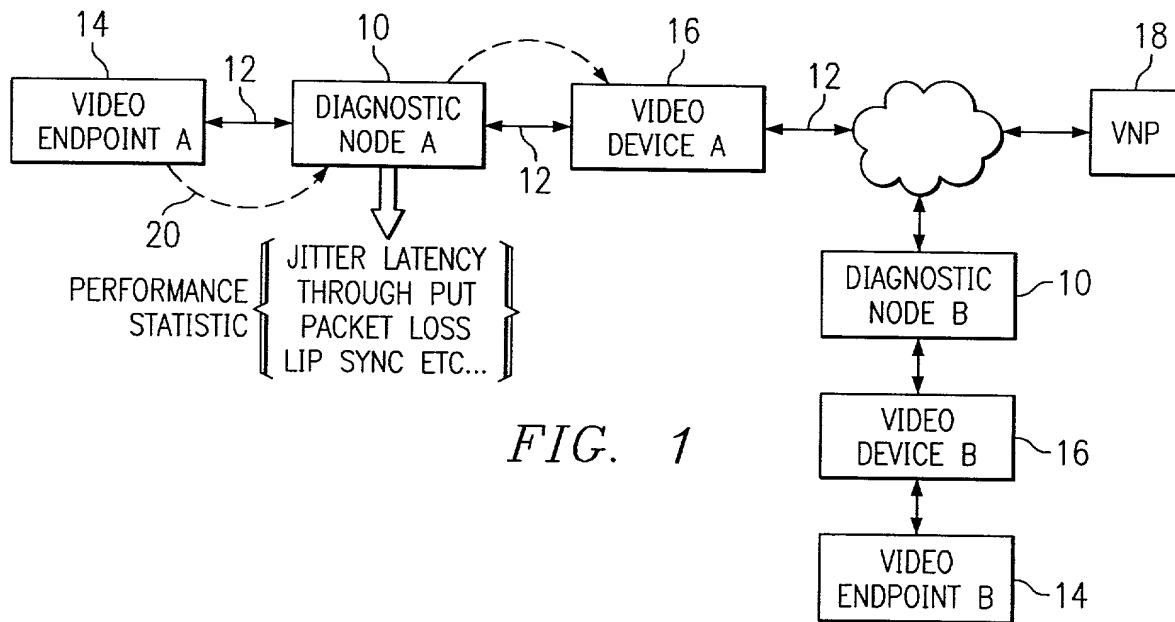 14
VIDEO
ENDPOINT A
12
10
DIAGNOSTIC
NODE A
12
16
VIDEO
DEVICE A
12
18
VNP
20
PERFORMANCE
STATISTIC
JITTER LATENCY
THROUGH PUT
PACKET LOSS
LIP SYNC ETC...
DIAGNOSTIC
NODE B
10
VIDEO
DEVICE B
16
VIDEO
ENDPOINT B
14
FIG. 1